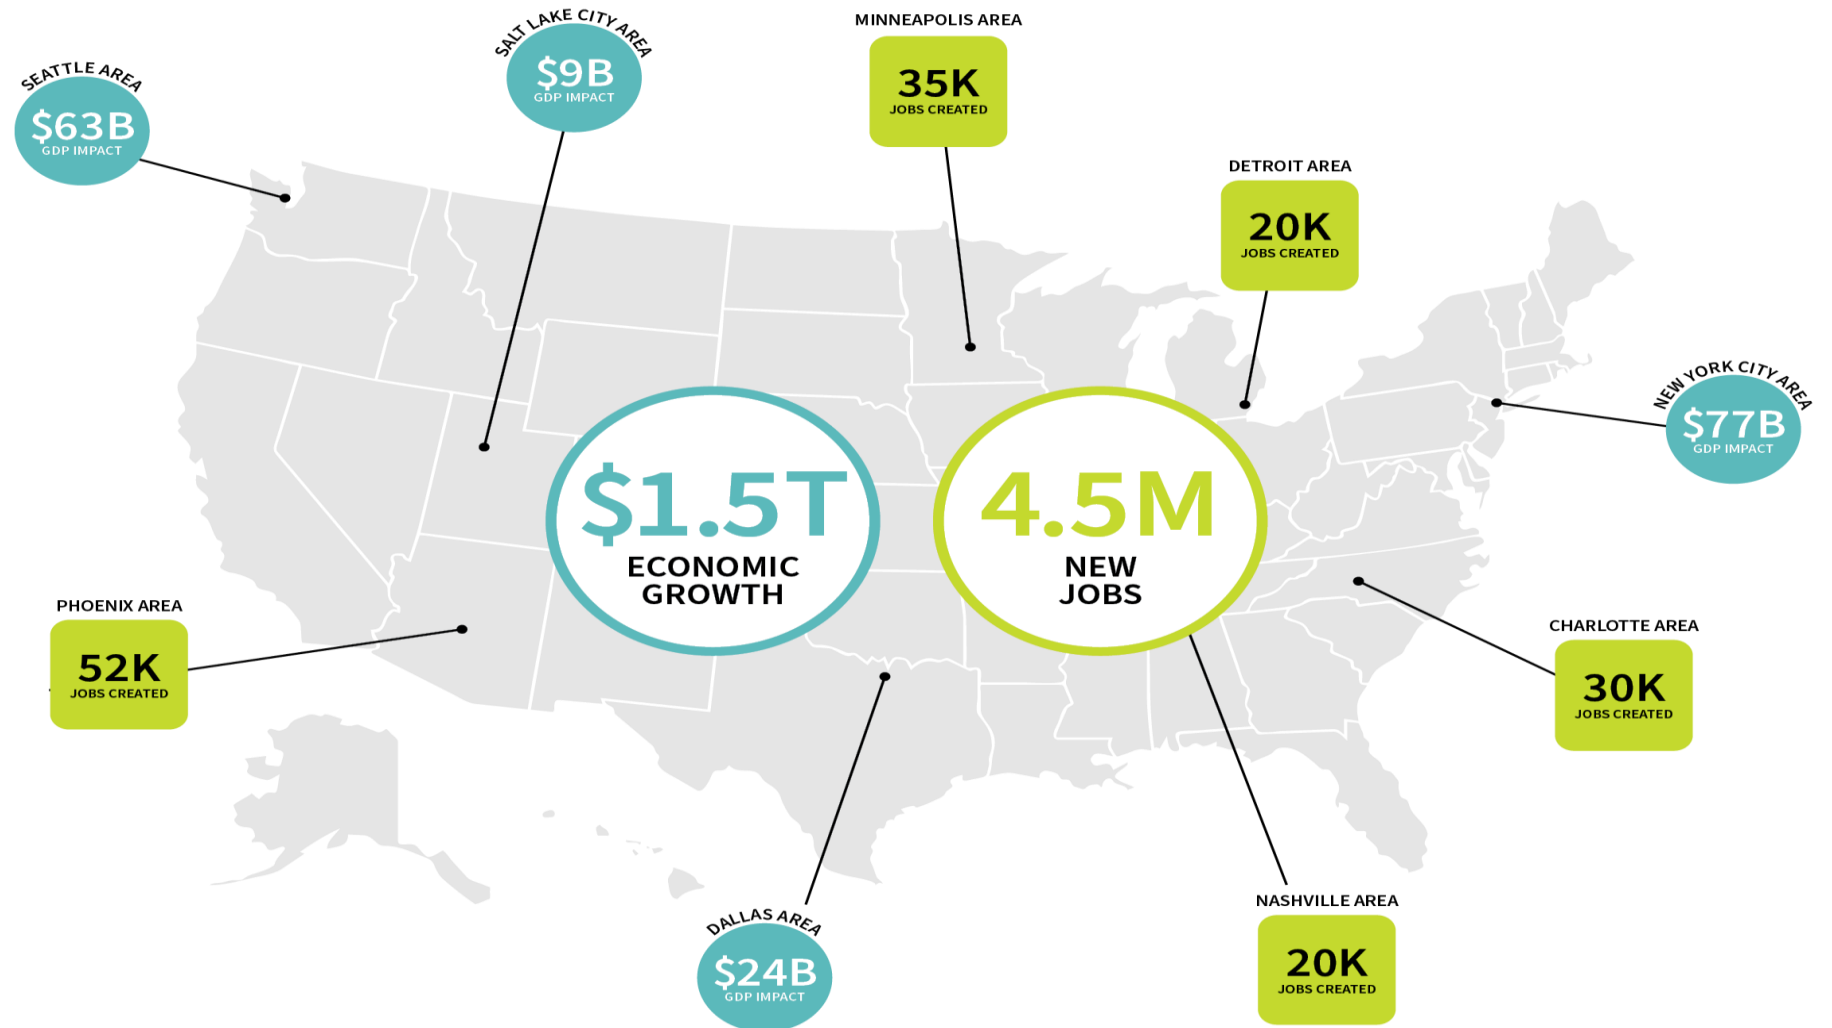 SALT LAKE CITY AREA
$9B
GDP IMPACT
MINNEAPOLIS AREA
35K
JOBS CREATED
SEATTLE AREA
$63B
GDP IMPACT
DETROIT AREA
20K
JOBS CREATED
NEW YORK CITY AREA
$77B
GDP IMPACT
$1.5T
ECONOMIC
GROWTH
4.5M
NEW
JOBS
PHOENIX AREA
52K
JOBS CREATED
CHARLOTTE AREA
30K
JOBS CREATED
DALLAS AREA
$24B
GDP IMPACT
NASHVILLE AREA
20K
JOBS CREATED